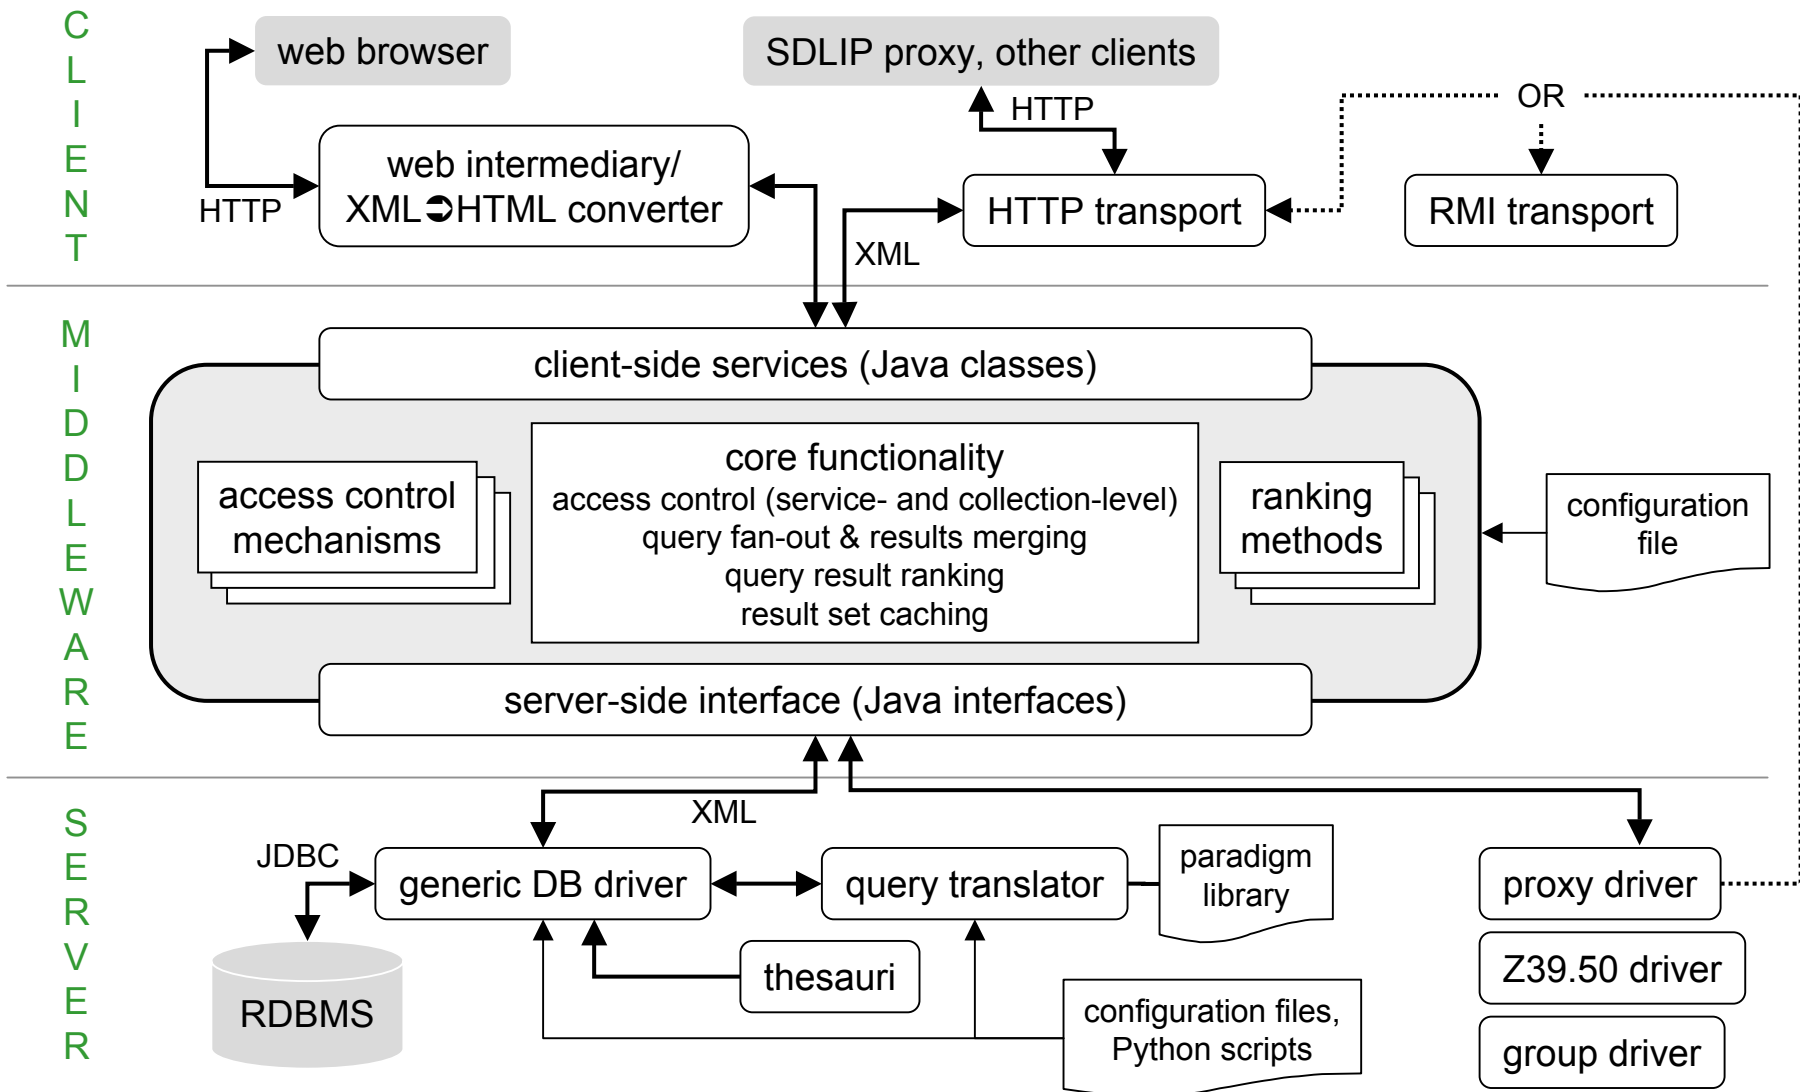 CLIENT
web browser
SDLIP proxy, other clients
HTTP
OR
web intermediary/
XML➲HTML converter
HTTP
HTTP transport
RMI transport
XML
MIDDLEWARE
client-side services (Java classes)
access control
mechanisms
core functionality
access control (service- and collection-level)
query fan-out & results merging
query result ranking
result set caching
ranking
methods
configuration
file
server-side interface (Java interfaces)
SERVER
XML
JDBC
generic DB driver
query translator
paradigm
library
proxy driver
thesauri
Z39.50 driver
RDBMS
configuration files,
Python scripts
group driver